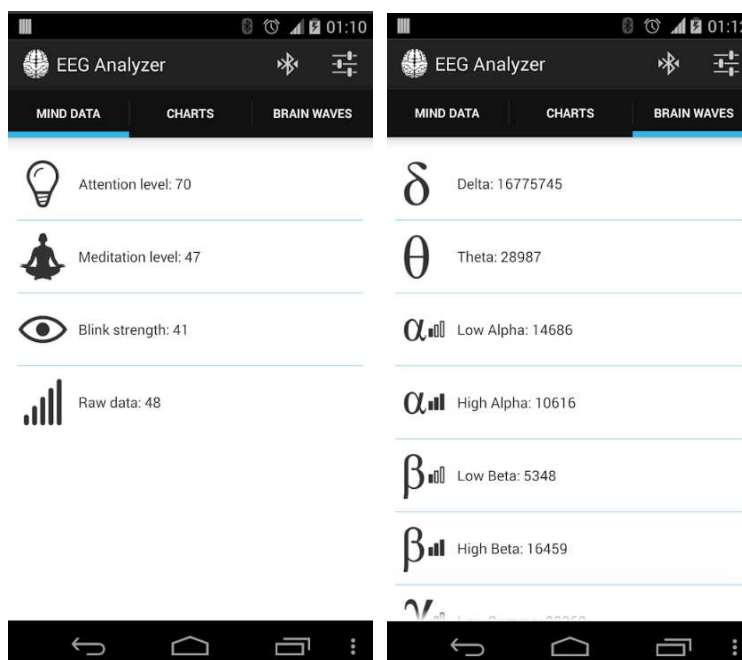 01:10
EEG Analyzer
MIND DATA CHARTS BRAIN WAVES
Attention level: 70
Meditation level: 47
Blink strength: 41
Raw data: 48
01:12
EEG Analyzer
MIND DATA CHARTS BRAIN WAVES
δ Delta: 16775745
θ Theta: 28987
α Low Alpha: 14686
α High Alpha: 10616
β Low Beta: 5348
β High Beta: 16459
γ